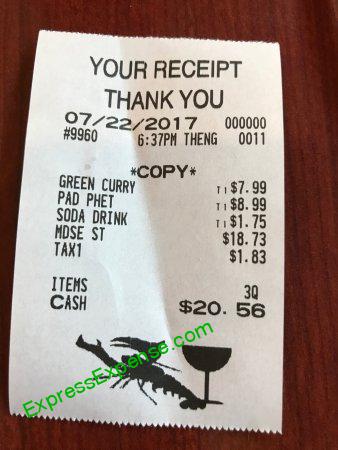 YOUR RECEIPT
THANK YOU
07/22/2017 000000
#9960 6:37PM THENG 0011
*COPY*
GREEN CURRY T1 $7.99
PAD PHET T1 $8.99
SODA DRINK T1 $1.75
MDSE ST $18.73
TAX1 $1.83
ITEMS 3Q
CASH $20.56
ExpressExpense.com